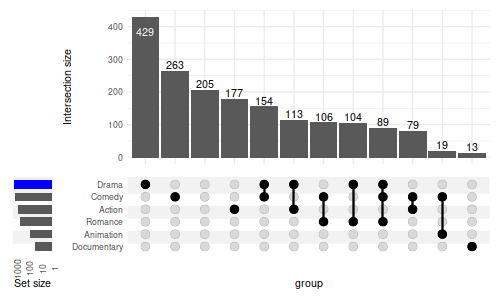 Intersection size
400
300
200
100
0
429
263
205
177
154
113
106
104
89
79
19
13
Drama
Comedy
Action
Romance
Animation
Documentary
1000
100
10
1
Set size
group